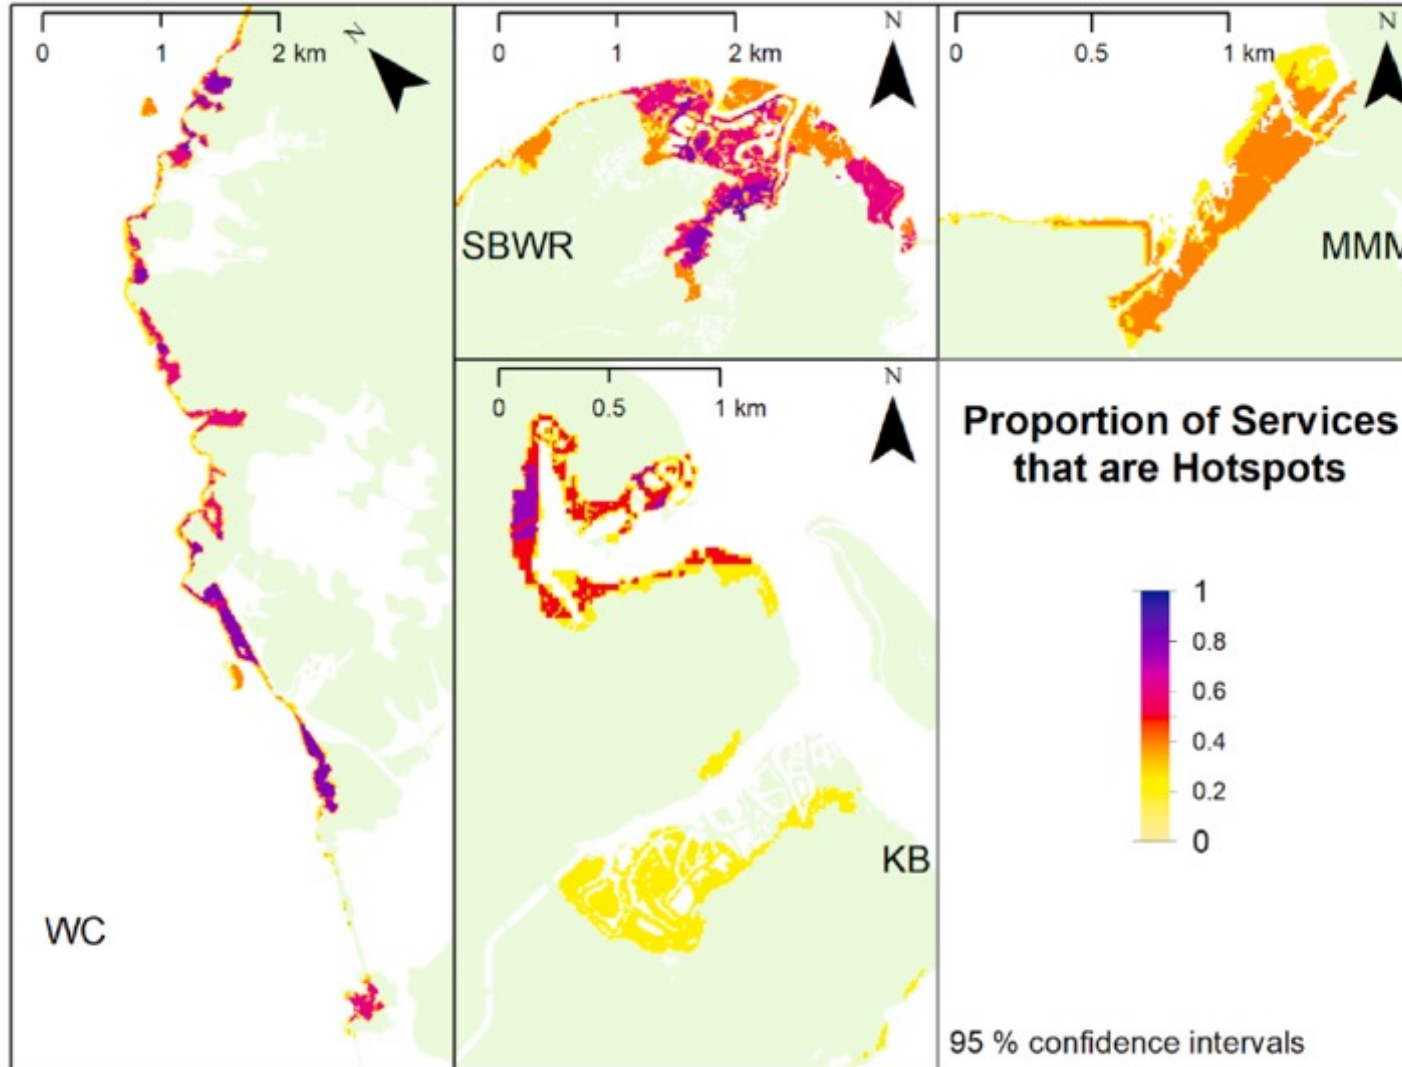 0 1 2 km
N
WC
0 1 2 km
N
SBWR
0 0.5 1 km
N
MMM
0 0.5 1 km
N
KB
Proportion of Services
that are Hotspots
1
0.8
0.6
0.4
0.2
0
95 % confidence intervals